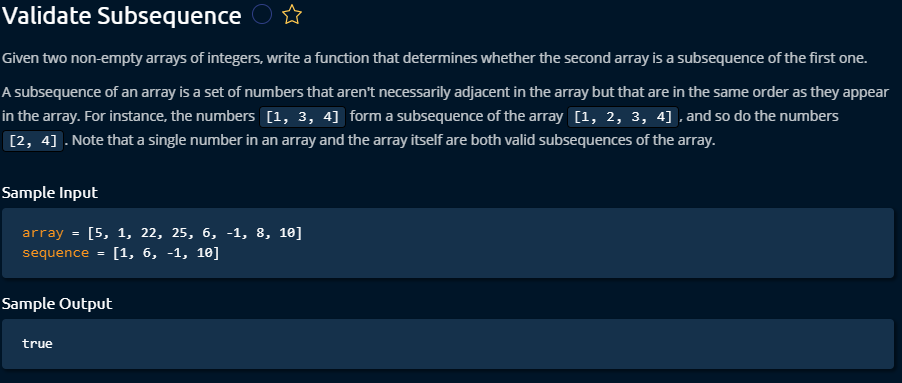 Validate Subsequence
Given two non-empty arrays of integers, write a function that determines whether the second array is a subsequence of the first one.
A subsequence of an array is a set of numbers that aren't necessarily adjacent in the array but that are in the same order as they appear
in the array. For instance, the numbers [1, 3, 4] form a subsequence of the array [1, 2, 3, 4] , and so do the numbers
[2, 4] . Note that a single number in an array and the array itself are both valid subsequences of the array.
Sample Input
array = [5, 1, 22, 25, 6, -1, 8, 10]
sequence = [1, 6, -1, 10]
Sample Output
true